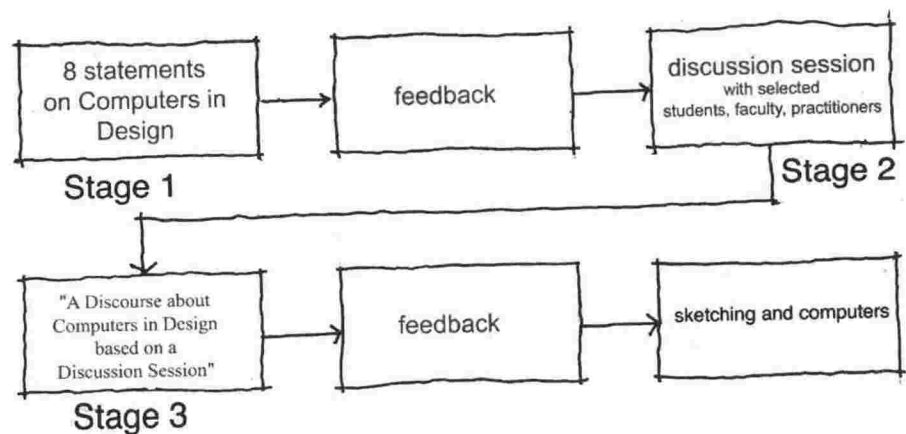 8 statements
on Computers in
Design
Stage 1
feedback
discussion session
with selected
students, faculty, practitioners
Stage 2
"A Discourse about
Computers in Design
based on a
Discussion Session"
Stage 3
feedback
sketching and computers